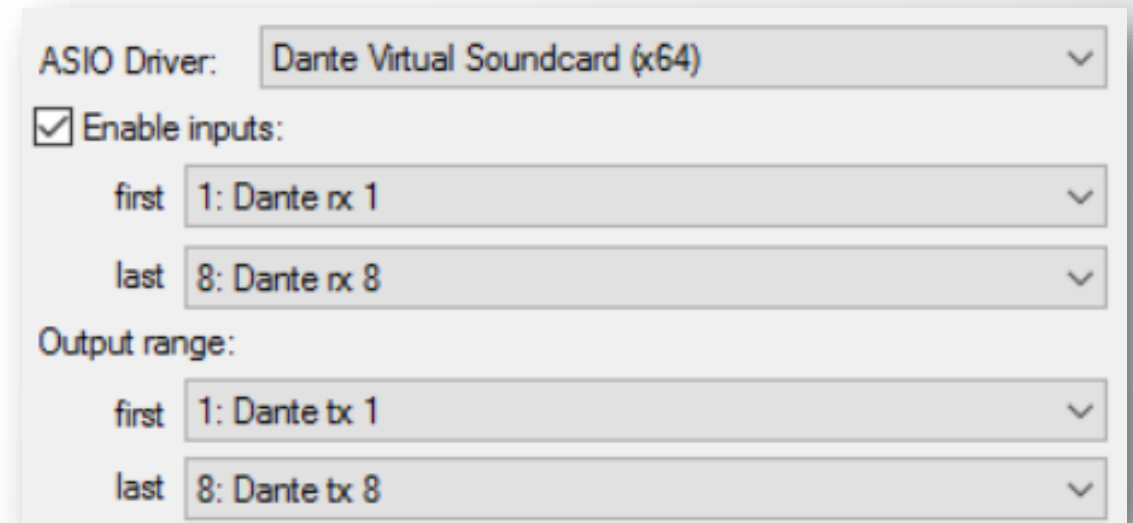 ASIO Driver: Dante Virtual Soundcard (x64)
Enable inputs:
first 1: Dante rx 1
last 8: Dante rx 8
Output range:
first 1: Dante tx 1
last 8: Dante tx 8